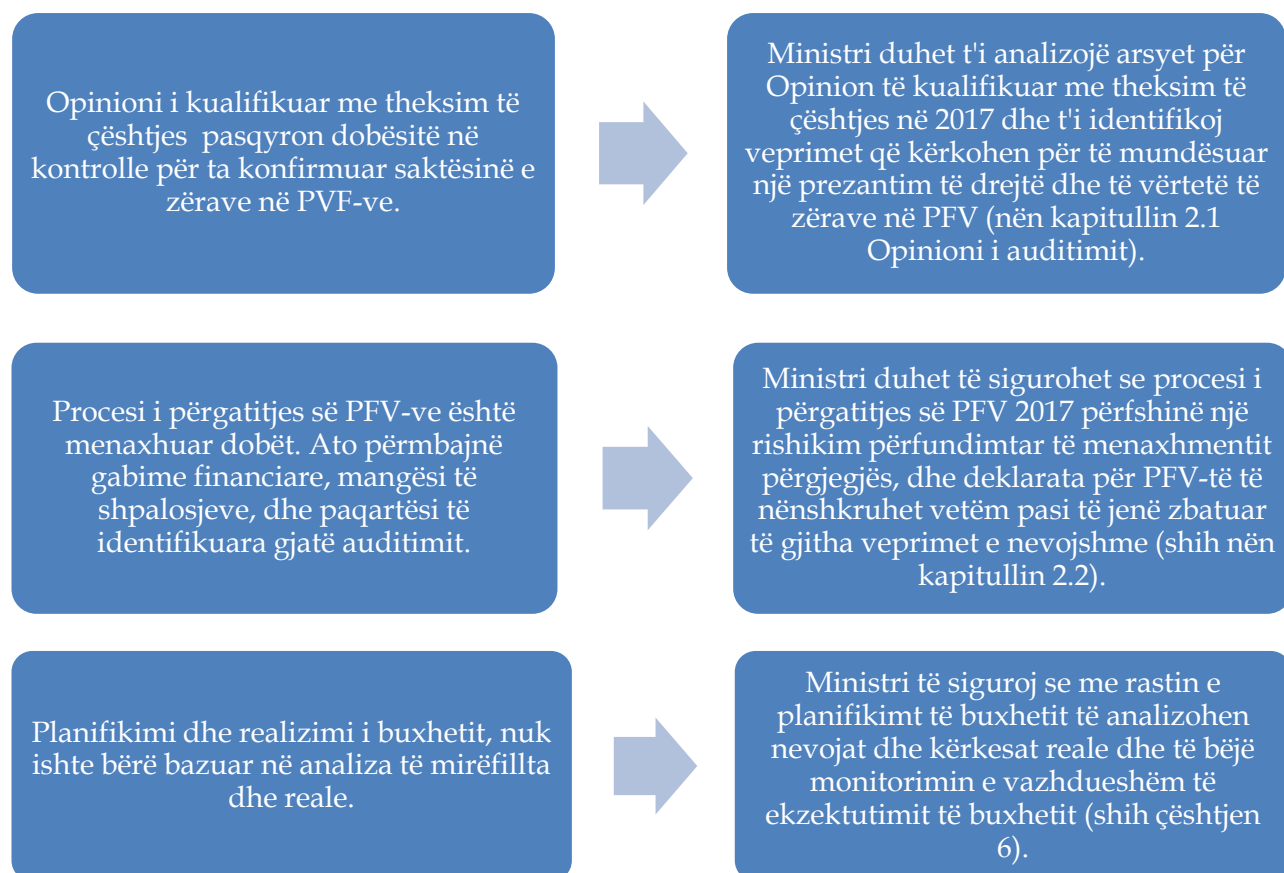 Opinioni i kualifikuar me theksim të
çështjes pasqyron dobësitë në
kontrolle për ta konfirmuar saktësinë e
zërave në PVF-ve.
Ministri duhet t'i analizojë arsyet për
Opinion të kualifikuar me theksim të
çështjes në 2017 dhe t'i identifikoj
veprimet që kërkohen për të mundësuar
një prezantim të drejtë dhe të vërtetë të
zërave në PFV (nën kapitullin 2.1
Opinioni i auditimit).
Procesi i përgatitjes së PFV-ve është
menaxhuar dobët. Ato përmbajnë
gabime financiare, mangësi të
shpalosjeve, dhe paqartësi të
identifikuara gjatë auditimit.
Ministri duhet të sigurohet se procesi i
përgatitjes së PFV 2017 përfshinë një
rishikim përfundimtar të menaxhmentit
përgjegjës, dhe deklarata për PFV-të të
nënshkruhet vetëm pasi të jenë zbatuar
të gjitha veprimet e nevojshme (shih nën
kapitullin 2.2).
Planifikimi dhe realizimi i buxhetit, nuk
ishte bërë bazuar në analiza të mirëfillta
dhe reale.
Ministri të siguroj se me rastin e
planifikimt të buxhetit të analizohen
nevojat dhe kërkesat reale dhe të bëjë
monitorimin e vazhdueshëm të
ekzektutimit të buxhetit (shih çështjen
6).